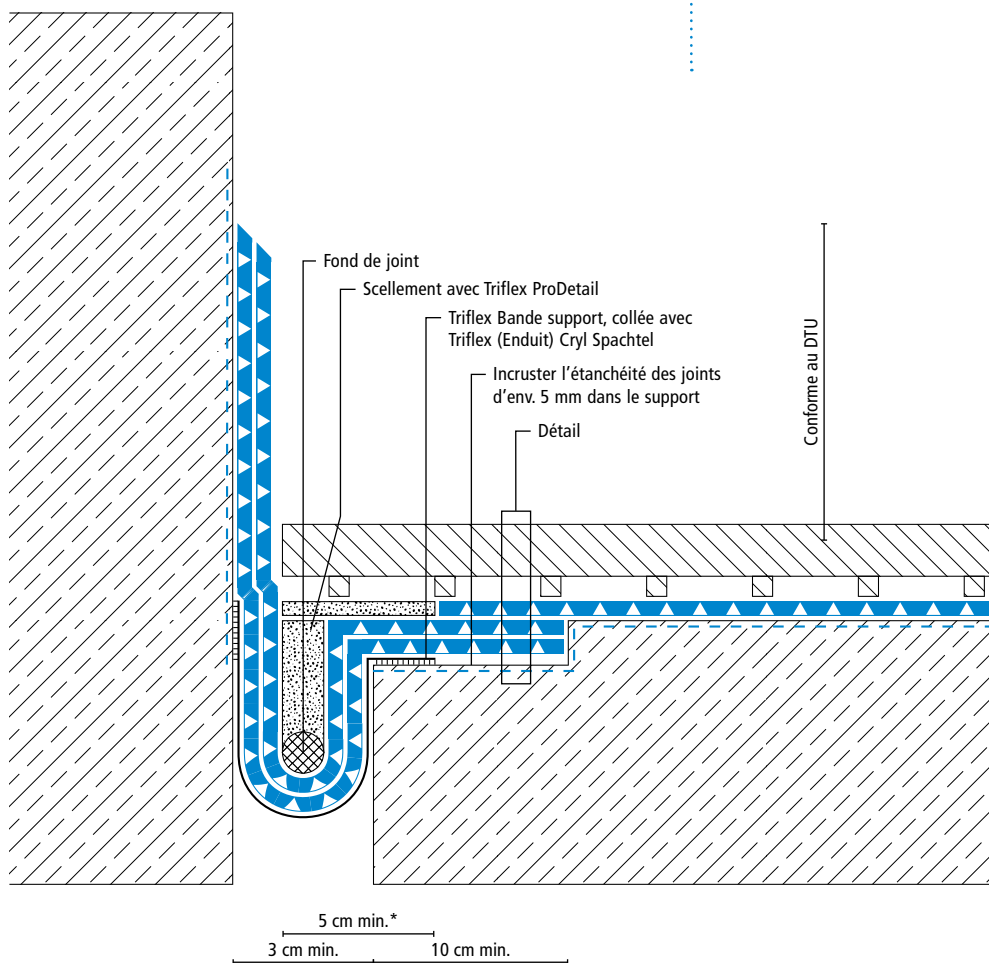 Fond de joint
Scellement avec Triflex ProDetail
Triflex Bande support, collée avec
Triflex (Enduit) Cryl Spachtel
Incruster l’étanchéité des joints
d’env. 5 mm dans le support
Détail
Conforme au DTU
5 cm min.*
3 cm min.
10 cm min.